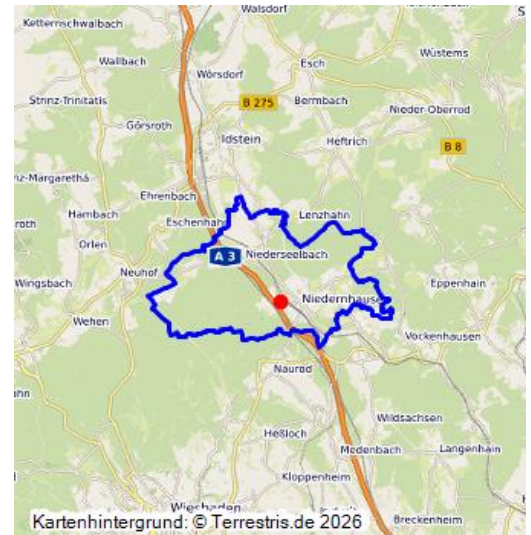 Kettternschwalbach
Walsdorf
Wallbach
Esch
Wüstems
Wörsdorf
Strinz-Trinitatis
B 275
Bermbach
Nieder-Oberrod
Görsroth
Idstein
Heftrich
B 8
Ehrenbach
Lenzhahn
Hambach
Eschenhahn
Orlen
A 3
Niederseelbach
Neuhof
Eppenhain
Wingsbach
Niedernhausen
Wehen
Vockenhausen
Naurod
Wildsachsen
Heßloch
Medenbach
Langenhain
Kloppenheim
Wiesbaden
Breckenheim
Kartenhintergrund: © Terrestris.de 2026